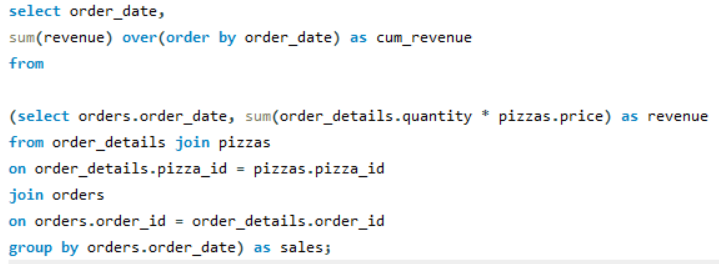 select order_date,
sum(revenue) over(order by order_date) as cum_revenue
from
(select orders.order_date, sum(order_details.quantity * pizzas.price) as revenue
from order_details join pizzas
on order_details.pizza_id = pizzas.pizza_id
join orders
on orders.order_id = order_details.order_id
group by orders.order_date) as sales;